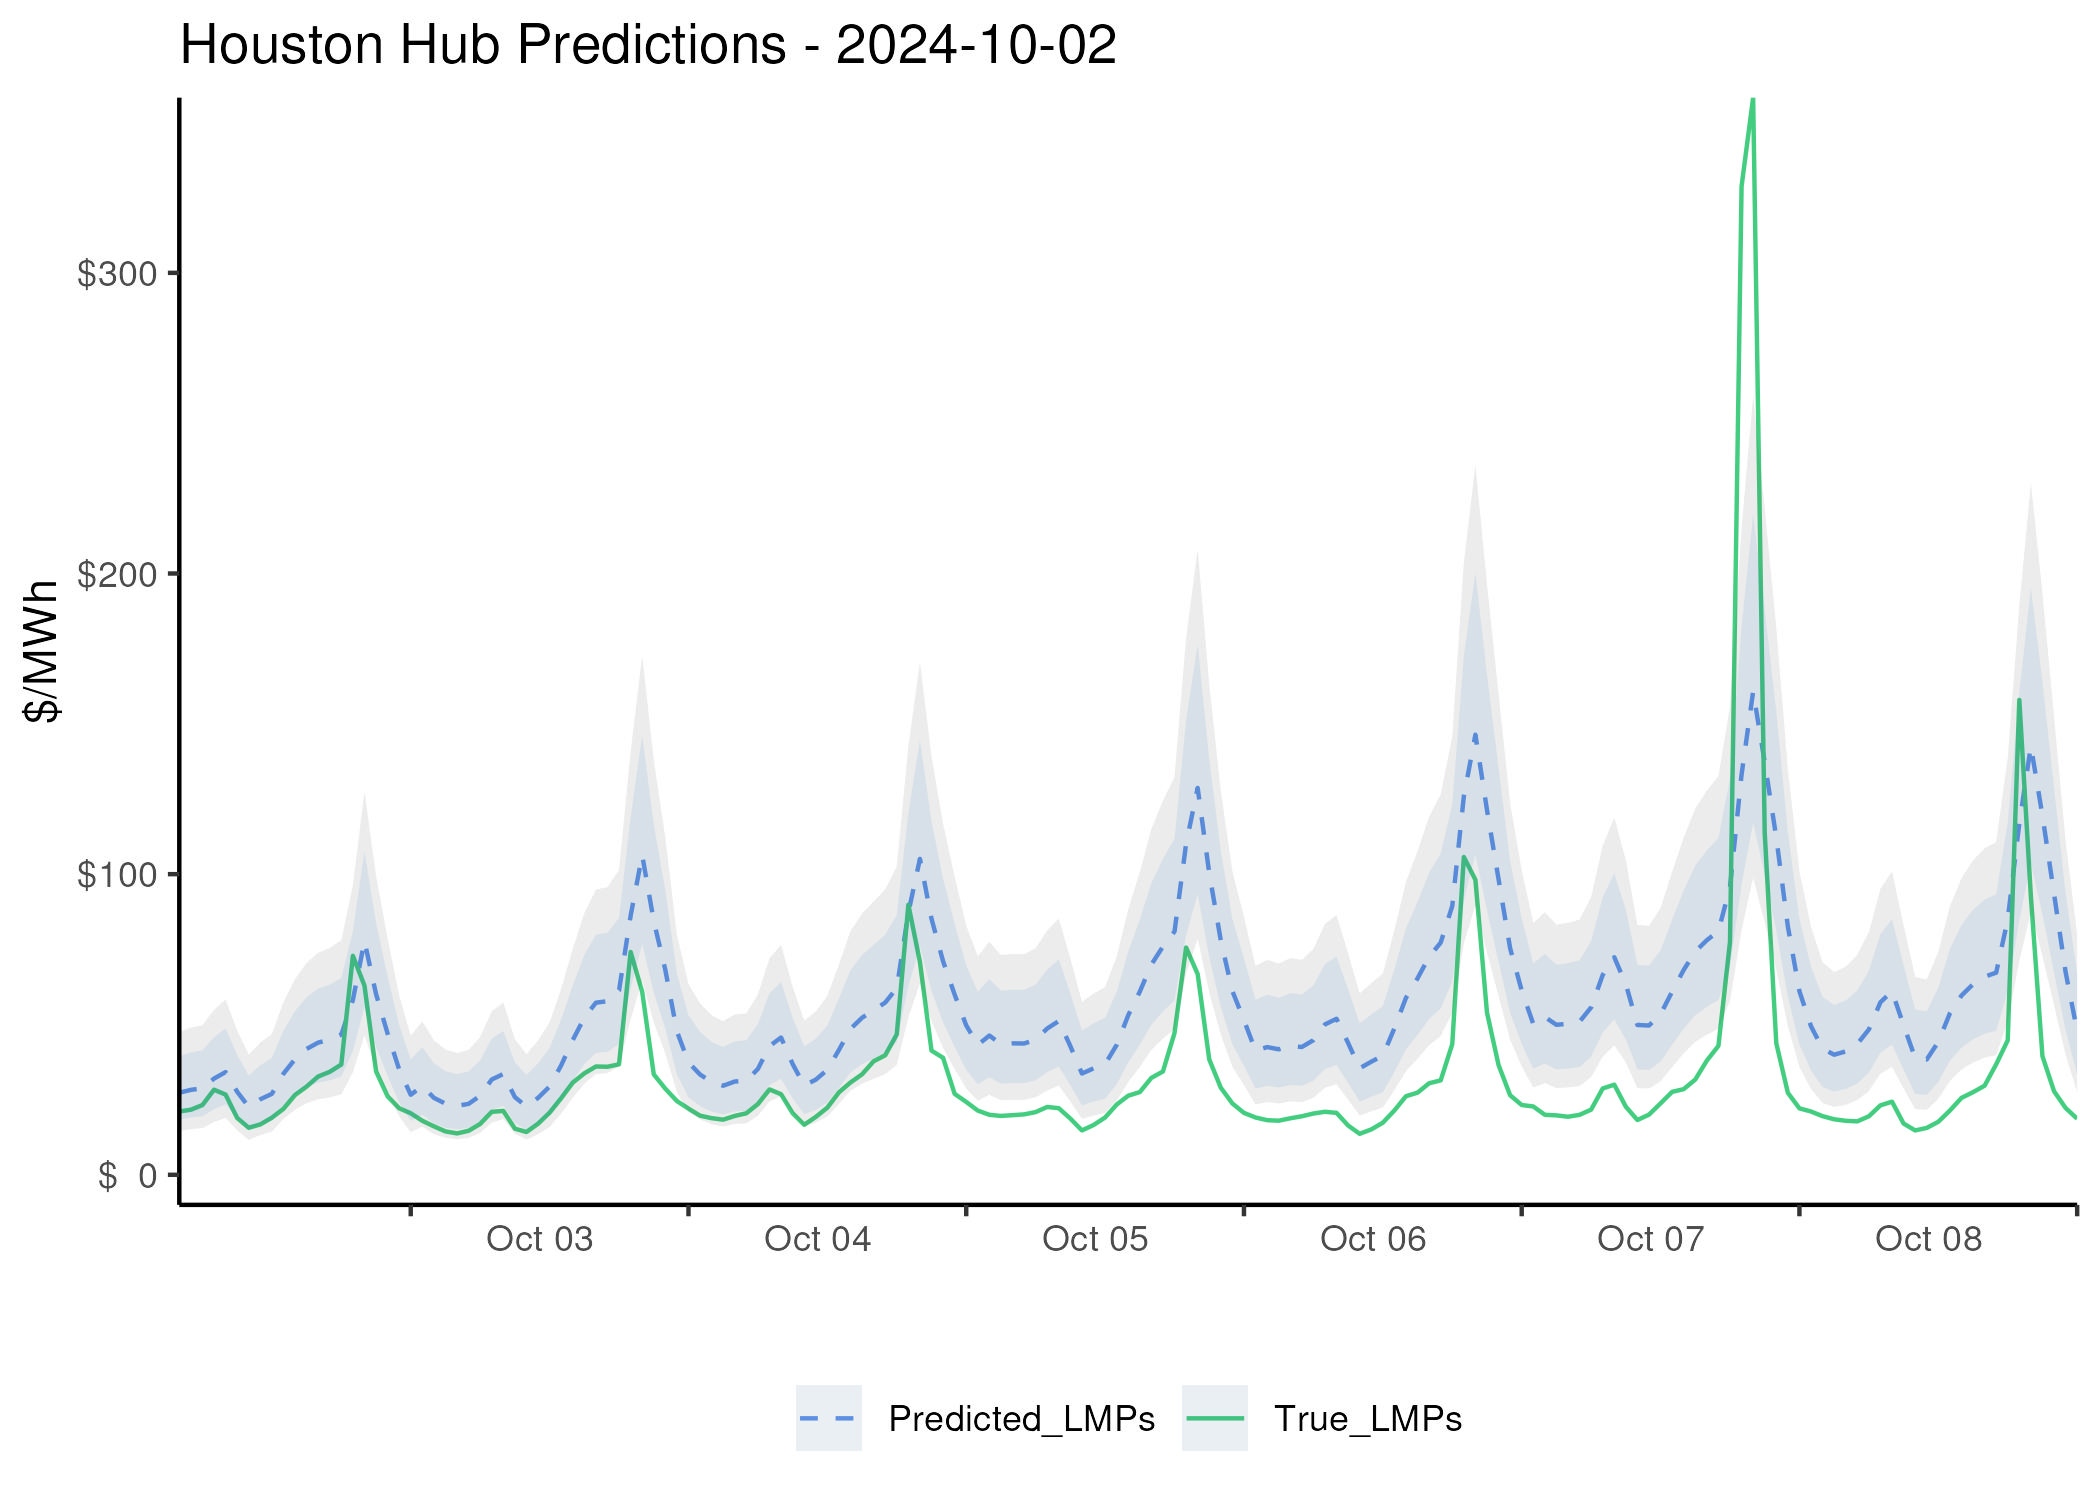 Houston Hub Predictions - 2024-10-02
$/MWh
$300
$200
$100
$  0
Oct 03
Oct 04
Oct 05
Oct 06
Oct 07
Oct 08
Predicted_LMPs
True_LMPs